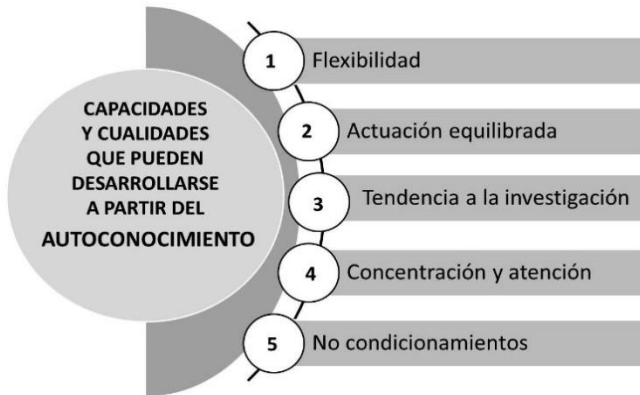 CAPACIDADES
Y CUALIDADES
QUE PUEDEN
DESARROLLARSE
A PARTIR DEL
AUTOCONOCIMIENTO
1 Flexibilidad
2 Actuación equilibrada
3 Tendencia a la investigación
4 Concentración y atención
5 No condicionamientos